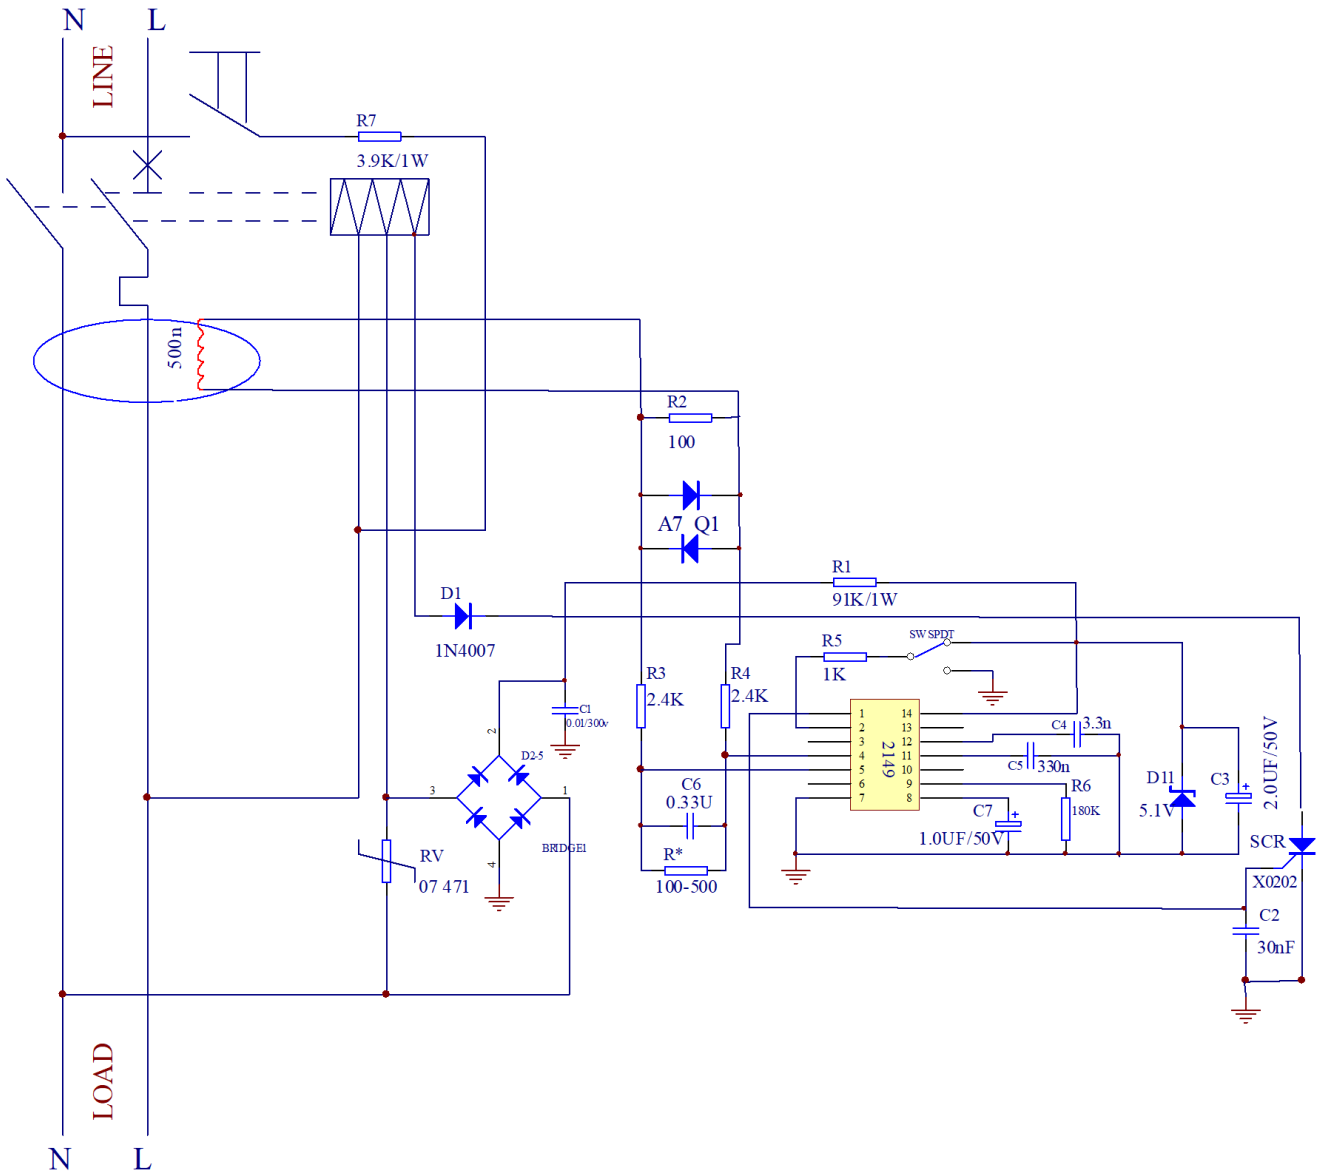 N
L
LINE
R7
3.9K/1W
500n
R2
100
A7 Q1
R1
91K/1W
D1
1N4007
SW SPDT
R5
1K
R3
2.4K
R4
2.4K
C1
0.01/300v
2
D2-5
3
1
BRIDGE1
4
RV
07 471
C6
0.33U
R*
100-500
1
2
3
4
5
6
7
2149
14
13
12
11
10
9
8
C4
3.3n
C5
330n
R6
180K
C7
+
1.0UF/50V
D11
5.1V
C3
+
2.0UF/50V
SCR
X0202
C2
30nF
LOAD
N
L